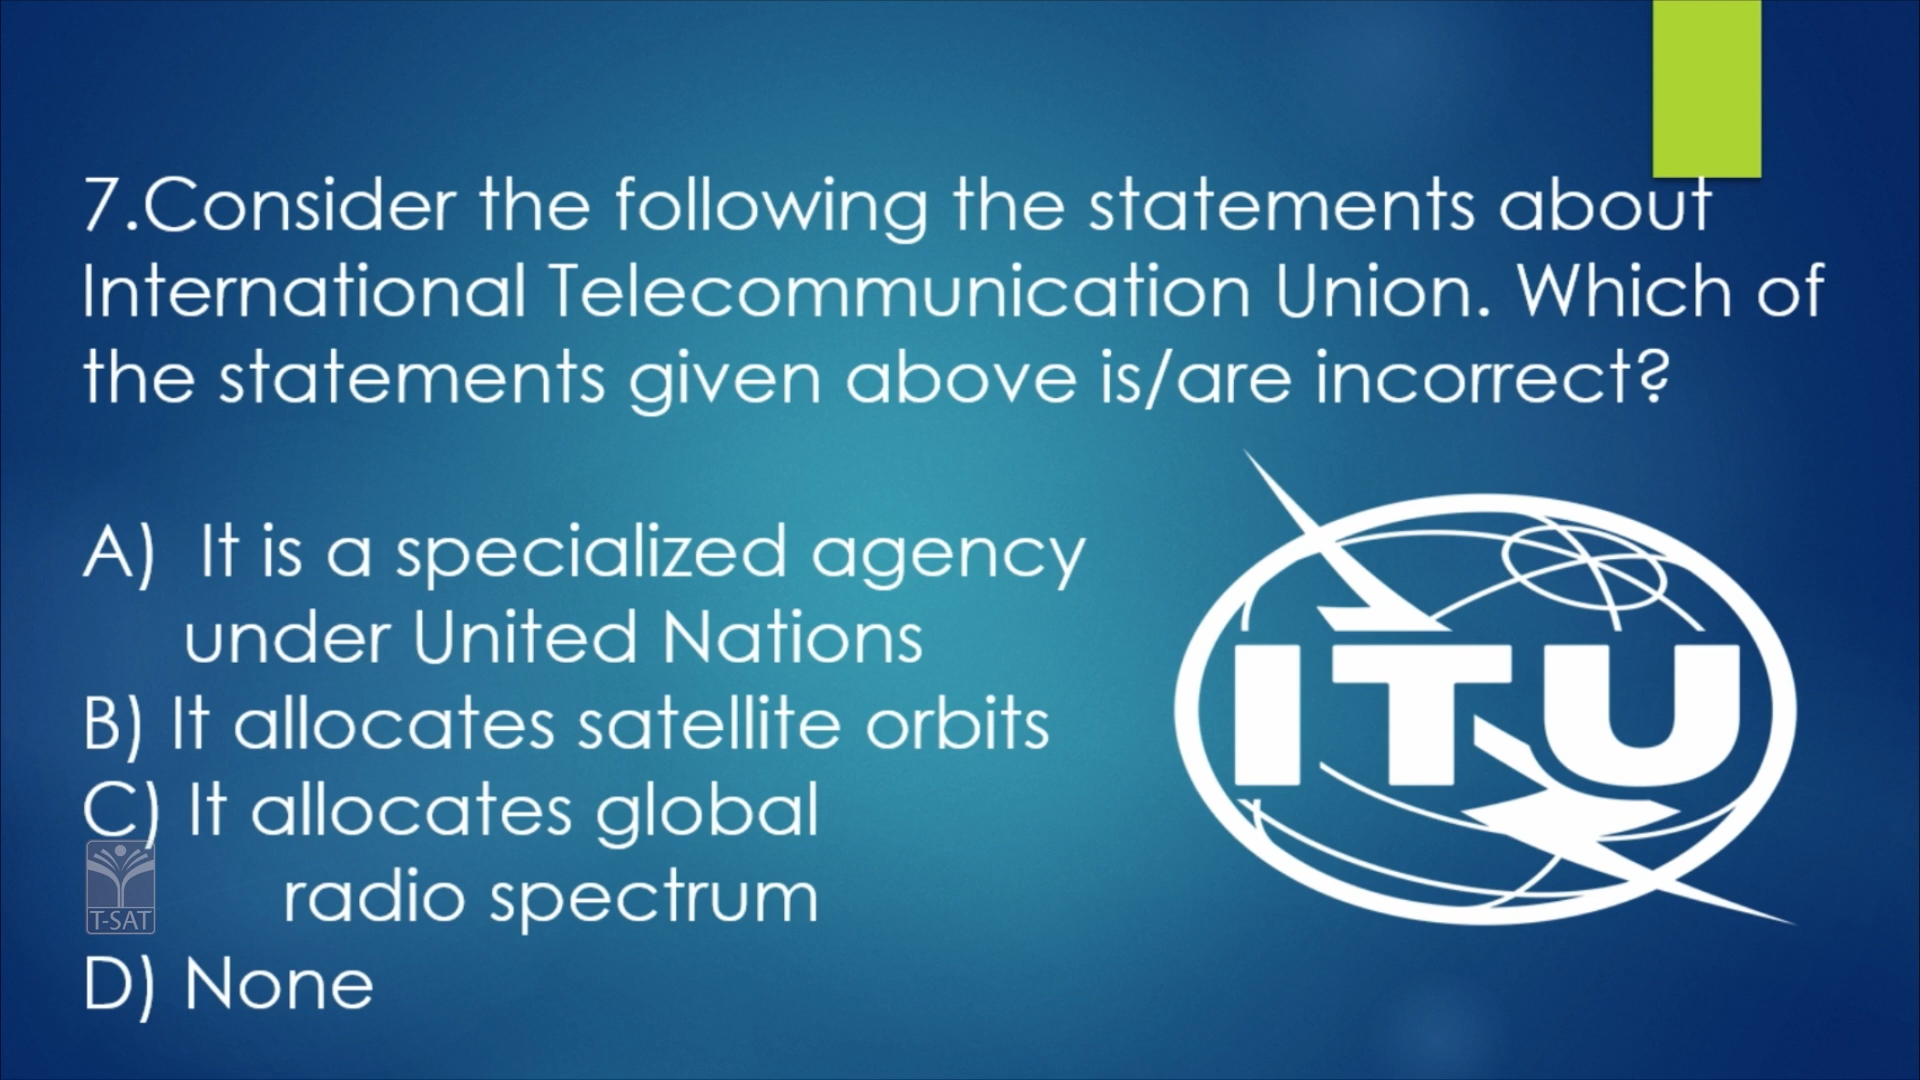 7.Consider the following the statements about
International Telecommunication Union. Which of
the statements given above is/are incorrect?
A) It is a specialized agency
under United Nations
B) It allocates satellite orbits
C) It allocates global
radio spectrum
D) None
ITU
T-SAT